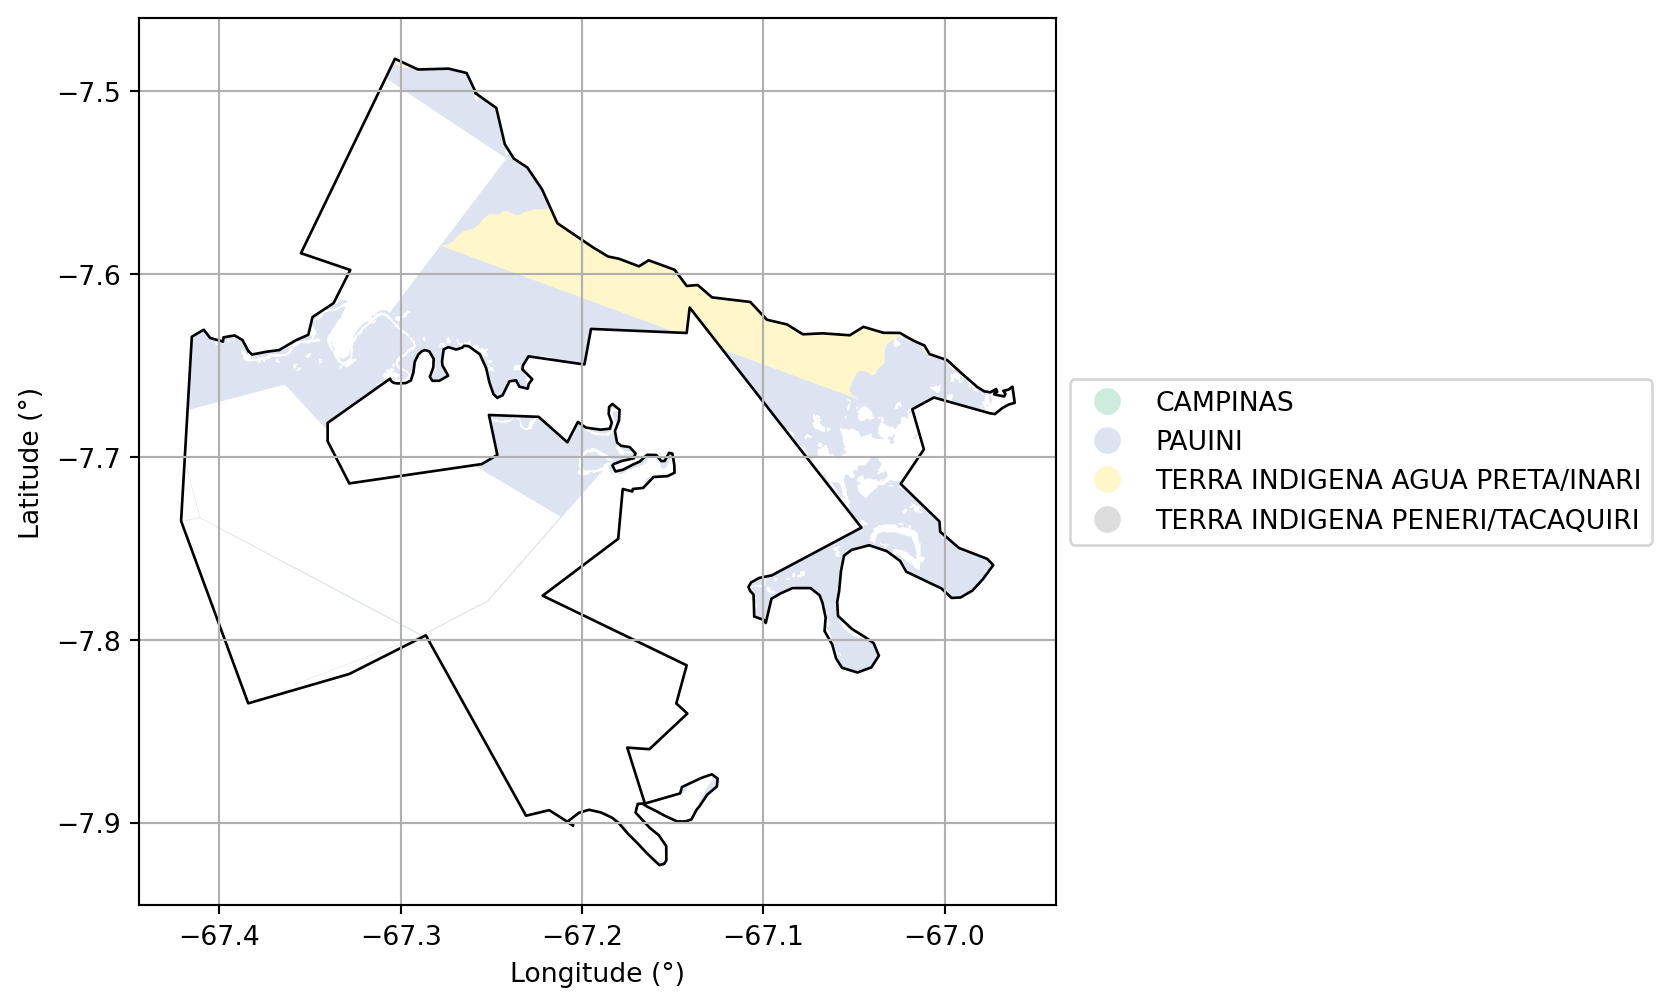 −7.5
−7.6
−7.7
−7.8
−7.9
Latitude (°)
−67.4
−67.3
−67.2
−67.1
−67.0
Longitude (°)
CAMPINAS
PAUINI
TERRA INDIGENA AGUA PRETA/INARI
TERRA INDIGENA PENERI/TACAQUIRI